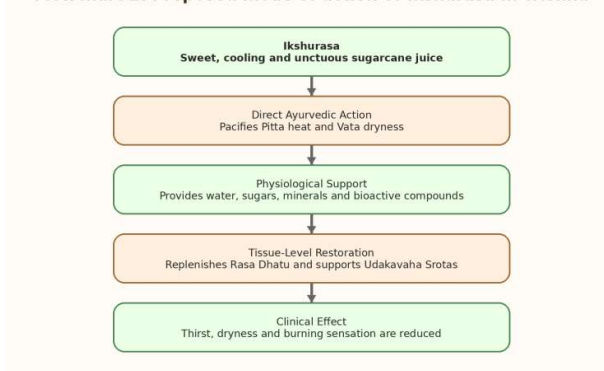 Ikshurasa
Sweet, cooling and unctuous sugarcane juice
Direct Ayurvedic Action
Pacifies Pitta heat and Vata dryness
Physiological Support
Provides water, sugars, minerals and bioactive compounds
Tissue-Level Restoration
Replenishes Rasa Dhatu and supports Udakavaha Srotas
Clinical Effect
Thirst, dryness and burning sensation are reduced